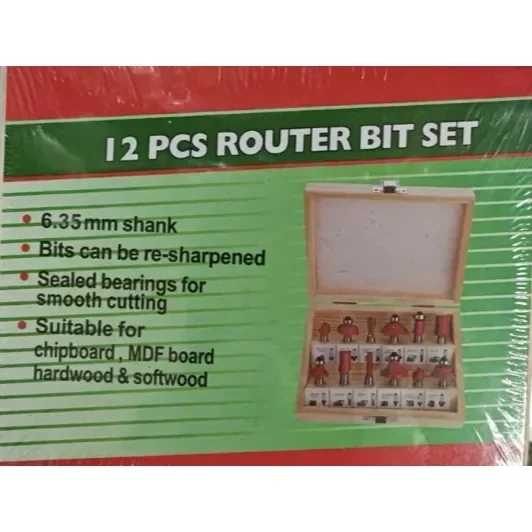 12 PCS ROUTER BIT SET
6.35mm shank
Bits can be re-sharpened
Sealed bearings for
smooth cutting
Suitable for
chipboard, MDF board
hardwood & softwood